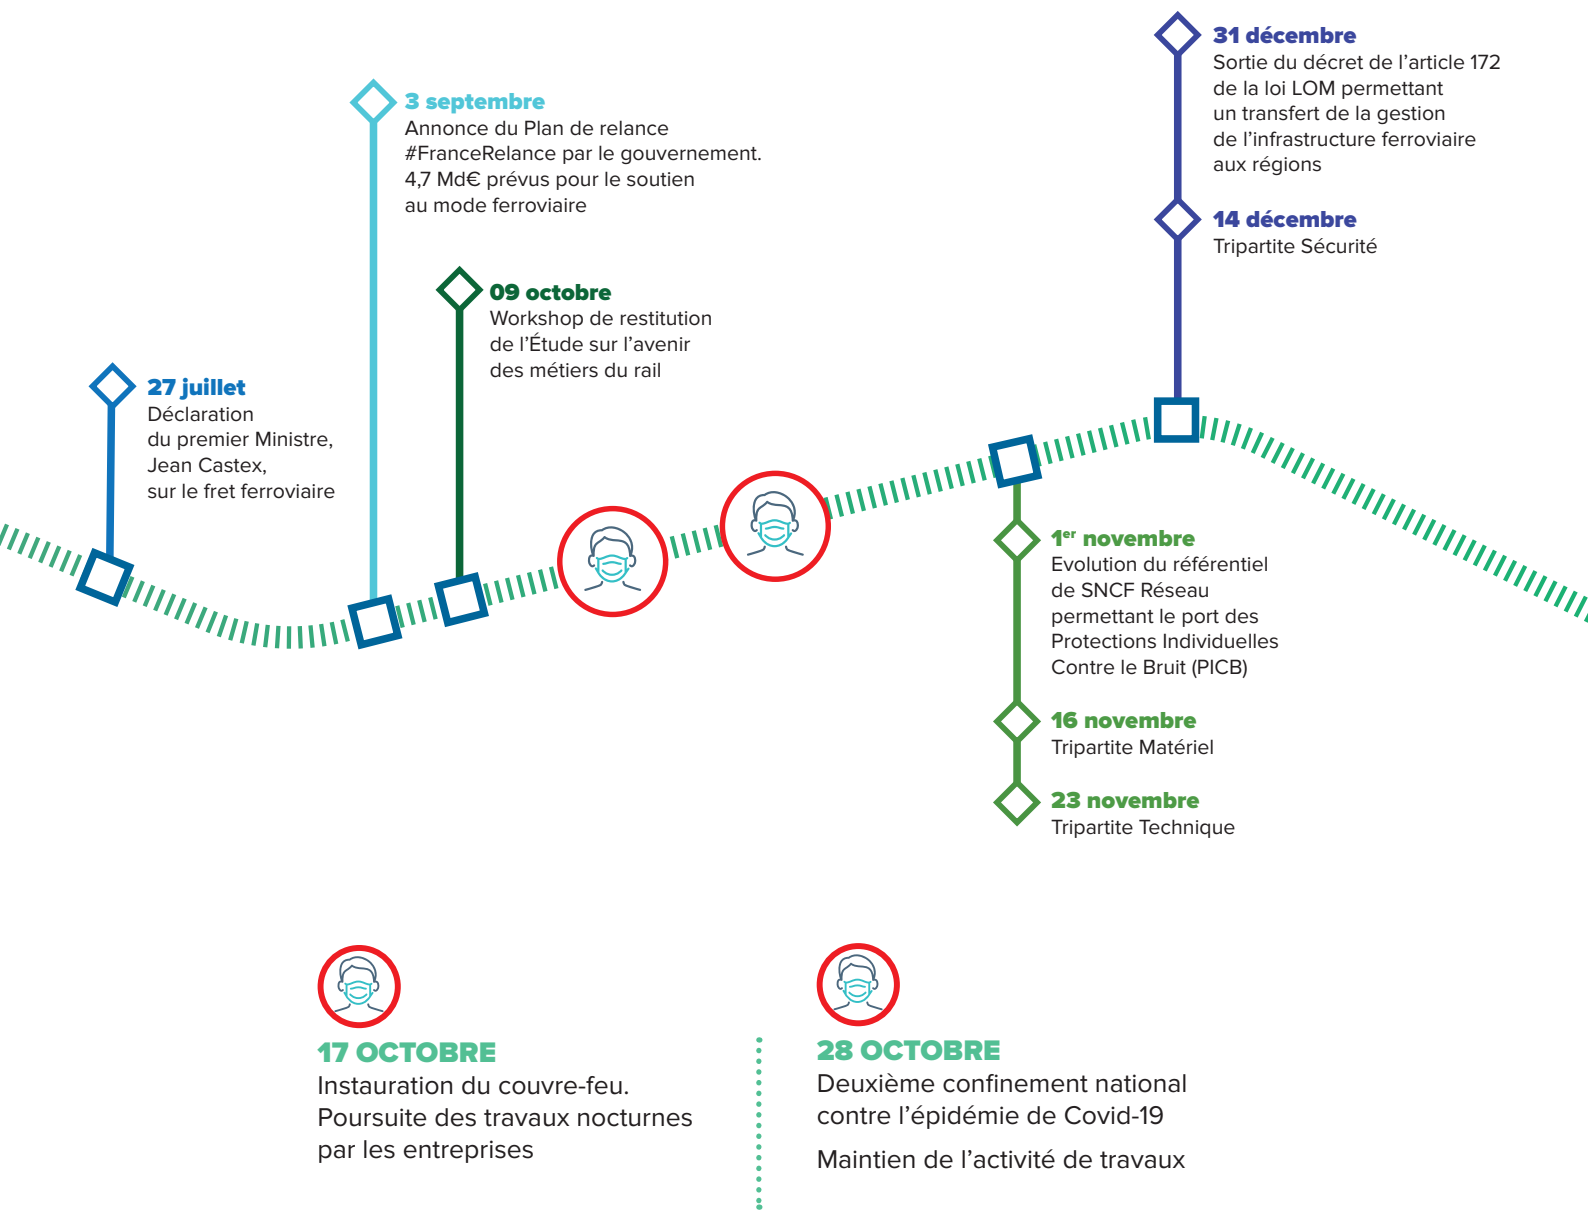 27 juillet
Déclaration
du premier Ministre,
Jean Castex,
sur le fret ferroviaire
3 septembre
Annonce du Plan de relance
#FranceRelance par le gouvernement.
4,7 Md€ prévus pour le soutien
au mode ferroviaire
09 octobre
Workshop de restitution
de l’Étude sur l’avenir
des métiers du rail
1er novembre
Evolution du référentiel
de SNCF Réseau
permettant le port des
Protections Individuelles
Contre le Bruit (PICB)
16 novembre
Tripartite Matériel
23 novembre
Tripartite Technique
31 décembre
Sortie du décret de l’article 172
de la loi LOM permettant
un transfert de la gestion
de l’infrastructure ferroviaire
aux régions
14 décembre
Tripartite Sécurité
17 OCTOBRE
Instauration du couvre-feu.
Poursuite des travaux nocturnes
par les entreprises
28 OCTOBRE
Deuxième confinement national
contre l’épidémie de Covid-19
Maintien de l’activité de travaux